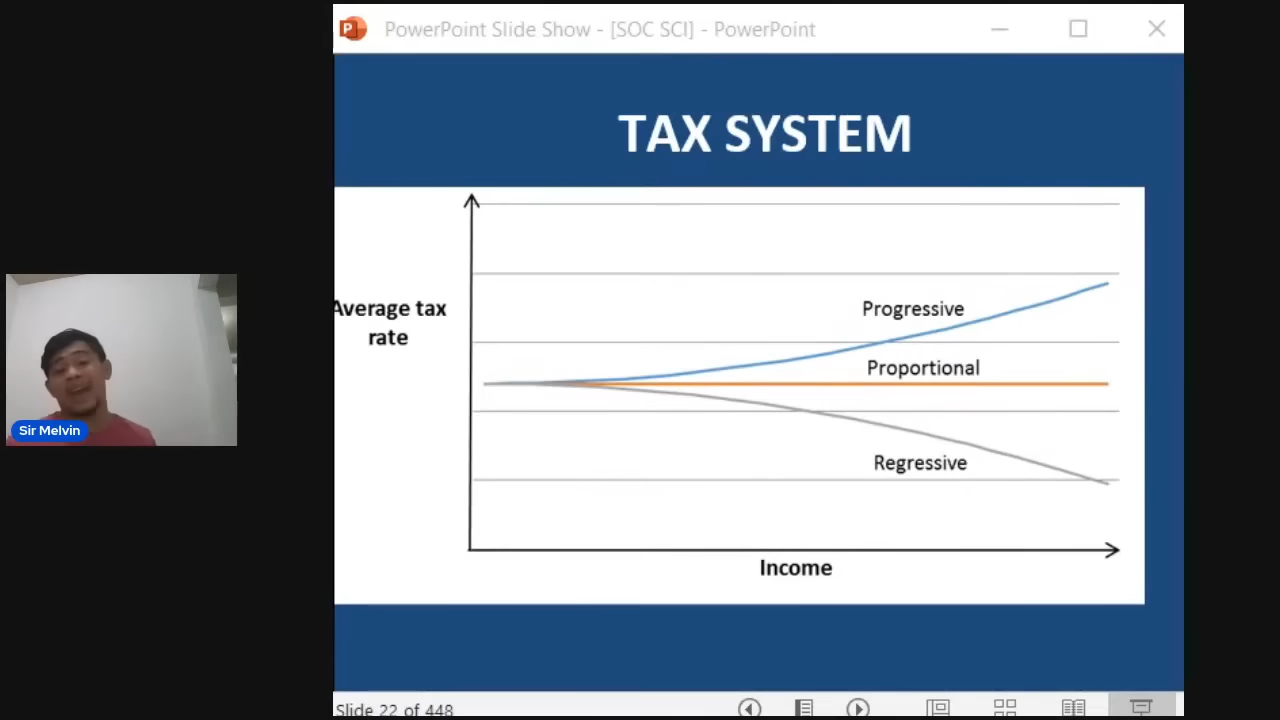 PowerPoint Slide Show - [SOC SCI] - PowerPoint
TAX SYSTEM
Average tax
rate
Progressive
Proportional
Regressive
Income
Sir Melvin
Slide 22 of 448